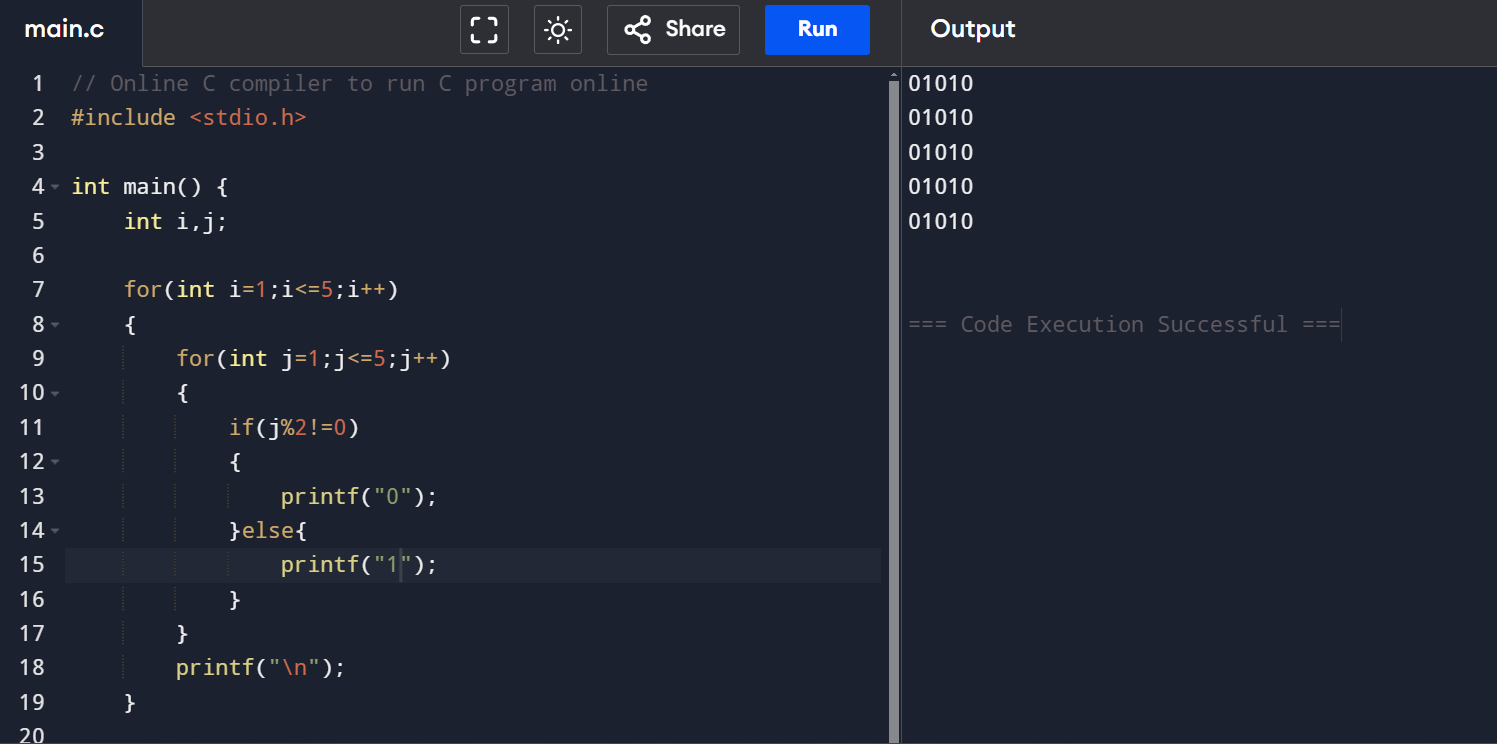 main.c
Share
Run
Output
1 // Online C compiler to run C program online
2 #include <stdio.h>
3
4 int main() {
5     int i,j;
6
7     for(int i=1;i<=5;i++)
8     {
9         for(int j=1;j<=5;j++)
10         {
11             if(j%2!=0)
12             {
13                 printf("0");
14             }else{
15                 printf("1");
16             }
17         }
18         printf("\n");
19     }
20
01010
01010
01010
01010
01010
=== Code Execution Successful ===